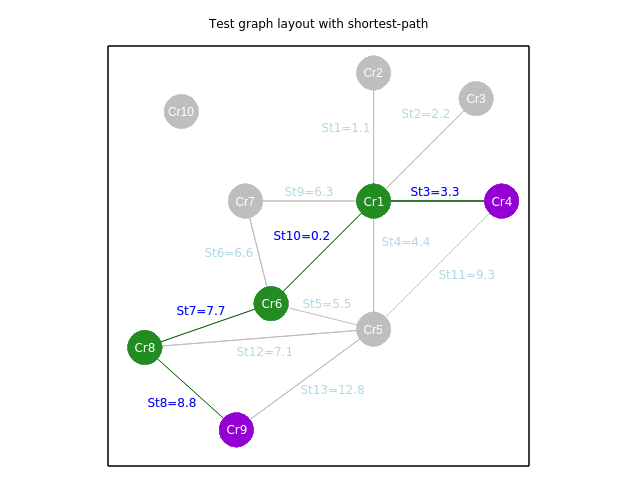 Test graph layout with shortest-path
Cr2
Cr3
Cr10
St2=2.2
St1=1.1
St9=6.3
St3=3.3
Cr7
Cr1
Cr4
St10=0.2
St4=4.4
St6=6.6
St11=9.3
Cr6
St5=5.5
St7=7.7
Cr5
Cr8
St12=7.1
St13=12.8
St8=8.8
Cr9